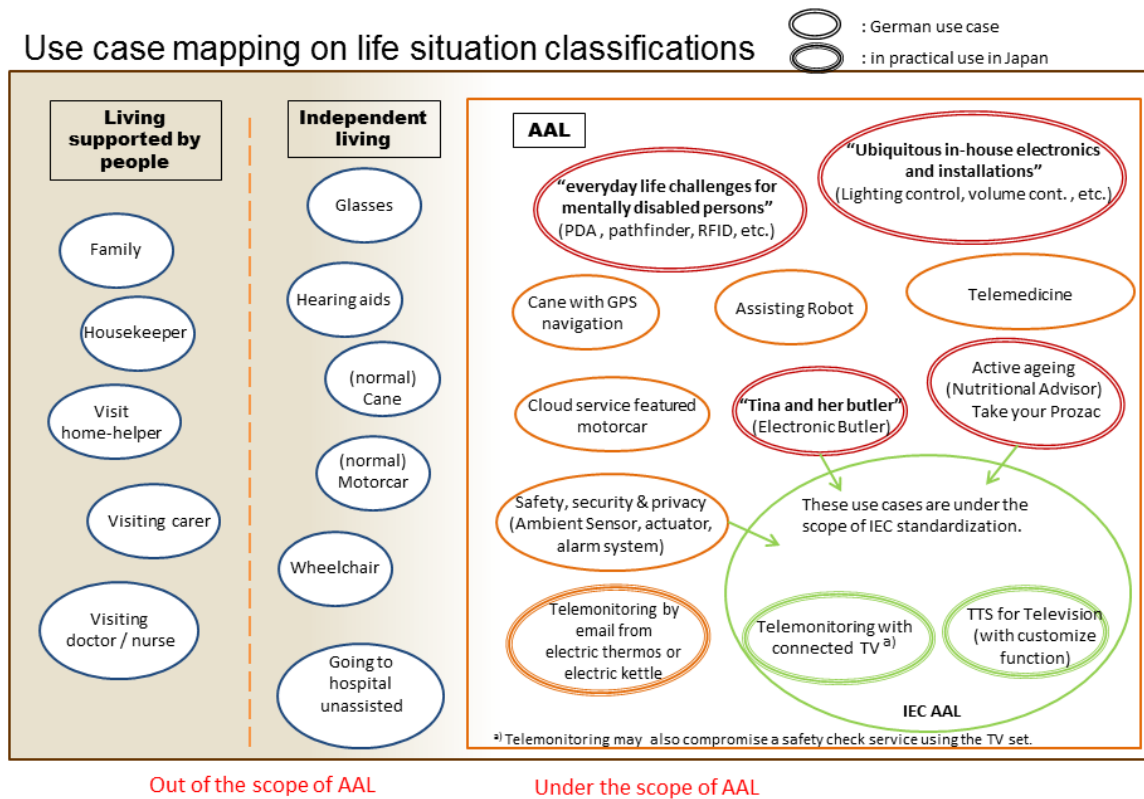 Use case mapping on life situation classifications
: German use case
: in practical use in Japan
Living
supported by
people
Family
Housekeeper
Visit
home-helper
Visiting carer
Visiting
doctor / nurse
Independent
living
Glasses
Hearing aids
(normal)
Cane
(normal)
Motorcar
Wheelchair
Going to
hospital
unassisted
AAL
“everyday life challenges for
mentally disabled persons”
(PDA , pathfinder, RFID, etc.)
“Ubiquitous in-house electronics
and installations”
(Lighting control, volume cont. , etc.)
Cane with GPS
navigation
Assisting Robot
Telemedicine
Cloud service featured
motorcar
“Tina and her butler”
(Electronic Butler)
Active ageing
(Nutritional Advisor)
Take your Prozac
Safety, security & privacy
(Ambient Sensor, actuator,
alarm system)
These use cases are under the
scope of IEC standardization.
Telemonitoring by
email from
electric thermos or
electric kettle
Telemonitoring with
connected TV a)
TTS for Television
(with customize
function)
IEC AAL
a) Telemonitoring may also compromise a safety check service using the TV set.
Out of the scope of AAL
Under the scope of AAL